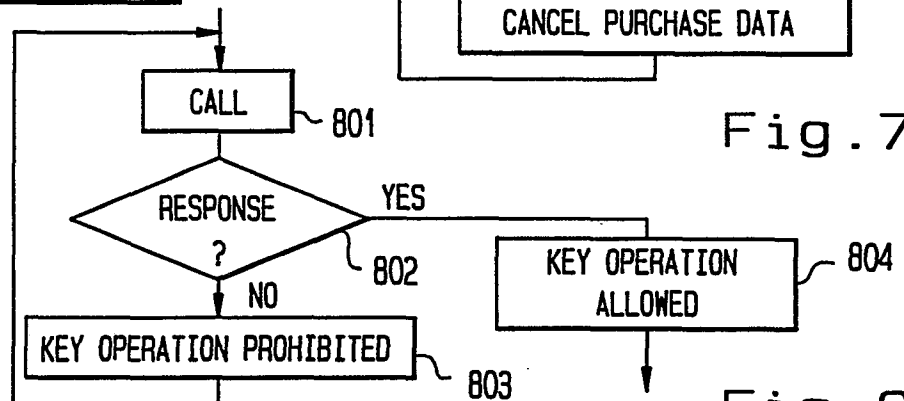 CANCEL PURCHASE DATA
CALL
801
Fig.7
RESPONSE
?
YES
802
NO
KEY OPERATION
ALLOWED
804
KEY OPERATION PROHIBITED
803